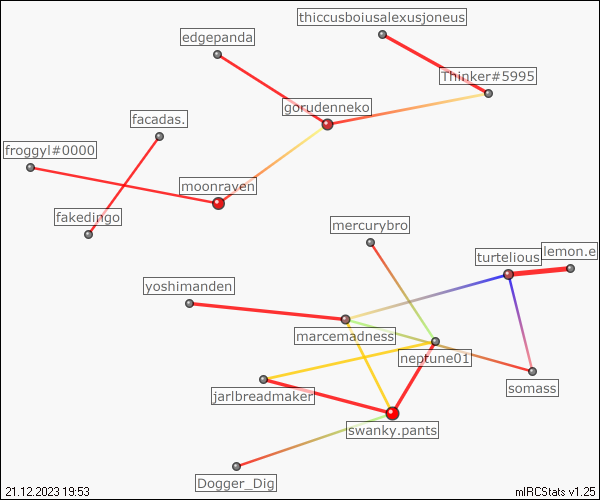 thiccusboiusalexusjoneus
edgepanda
Thinker#5995
gorudenneko
facadas.
froggyl#0000
moonraven
fakedingo
mercurybro
lemon.e
turtelious
yoshimanden
marcemadness
neptune01
somass
jarlbreadmaker
swanky.pants
Dogger_Dig
21.12.2023 19:53
mIRCStats v1.25